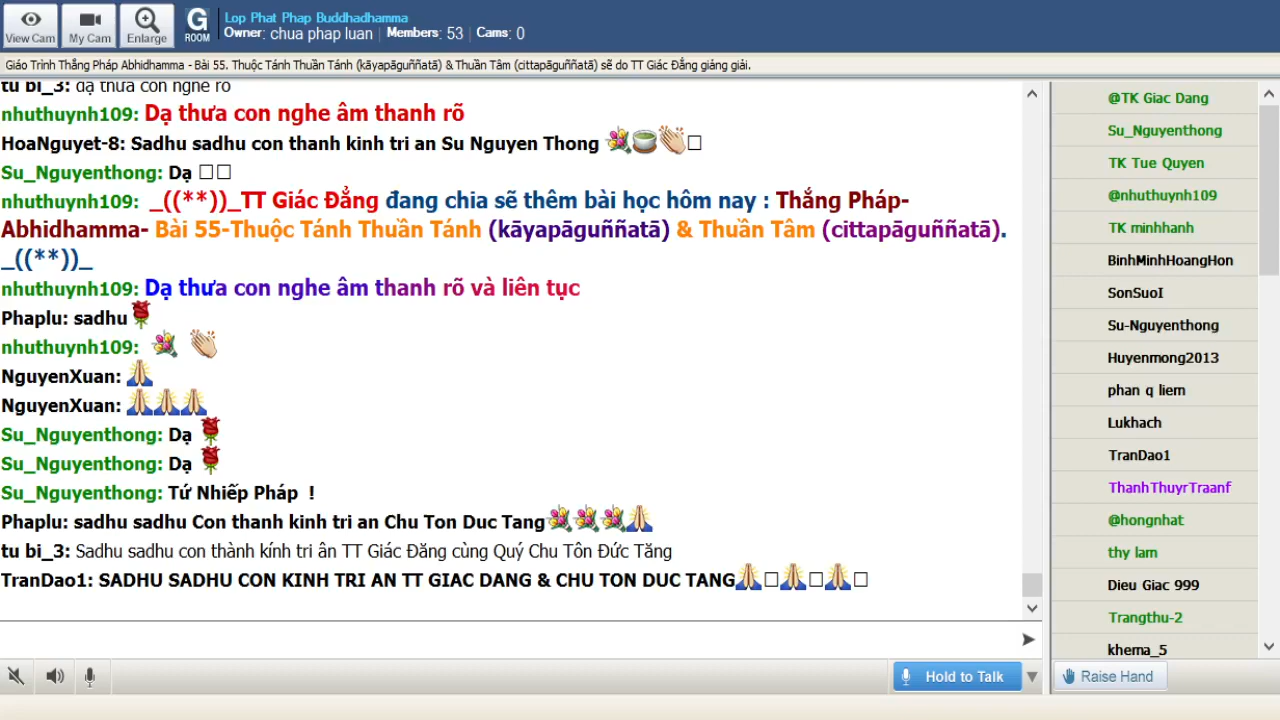 View Cam
My Cam
Enlarge
G
ROOM
Lop Phat Phap Buddhadhamma
Owner: chua phap luan Members: 53 Cams: 0
Giáo Trình Thắng Pháp Abhidhamma - Bài 55. Thuộc Tánh Thuần Tánh (kāyapāguññatā) & Thuần Tâm (cittapāguññatā) sẽ do TT Giác Đẳng giảng giải.
tu bi_3: dạ thưa con nghe rõ
nhuthuynh109: Dạ thưa con nghe âm thanh rõ
HoaNguyet-8: Sadhu sadhu con thanh kinh tri an Su Nguyen Thong
Su_Nguyenthong: Dạ
nhuthuynh109: _((**))_TT Giác Đẳng đang chia sẽ thêm bài học hôm nay : Thắng Pháp-
Abhidhamma- Bài 55-Thuộc Tánh Thuần Tánh (kāyapāguññatā) & Thuần Tâm (cittapāguññatā).
_((**))_
nhuthuynh109: Dạ thưa con nghe âm thanh rõ và liên tục
Phaplu: sadhu
nhuthuynh109:
NguyenXuan:
NguyenXuan:
Su_Nguyenthong: Dạ
Su_Nguyenthong: Dạ
Su_Nguyenthong: Tứ Nhiếp Pháp !
Phaplu: sadhu sadhu Con thanh kinh tri an Chu Ton Duc Tang
tu bi_3: Sadhu sadhu con thành kính tri ân TT Giác Đăng cùng Quý Chu Tôn Đức Tăng
TranDao1: SADHU SADHU CON KINH TRI AN TT GIAC DANG & CHU TON DUC TANG
@TK Giac Dang
Su_Nguyenthong
TK Tue Quyen
@nhuthuynh109
TK minhhanh
BinhMinhHoangHon
SonSuoI
Su-Nguyenthong
Huyenmong2013
phan q liem
Lukhach
TranDao1
ThanhThuyrTraanf
@hongnhat
thy lam
Dieu Giac 999
Trangthu-2
khema_5
Hold to Talk
Raise Hand